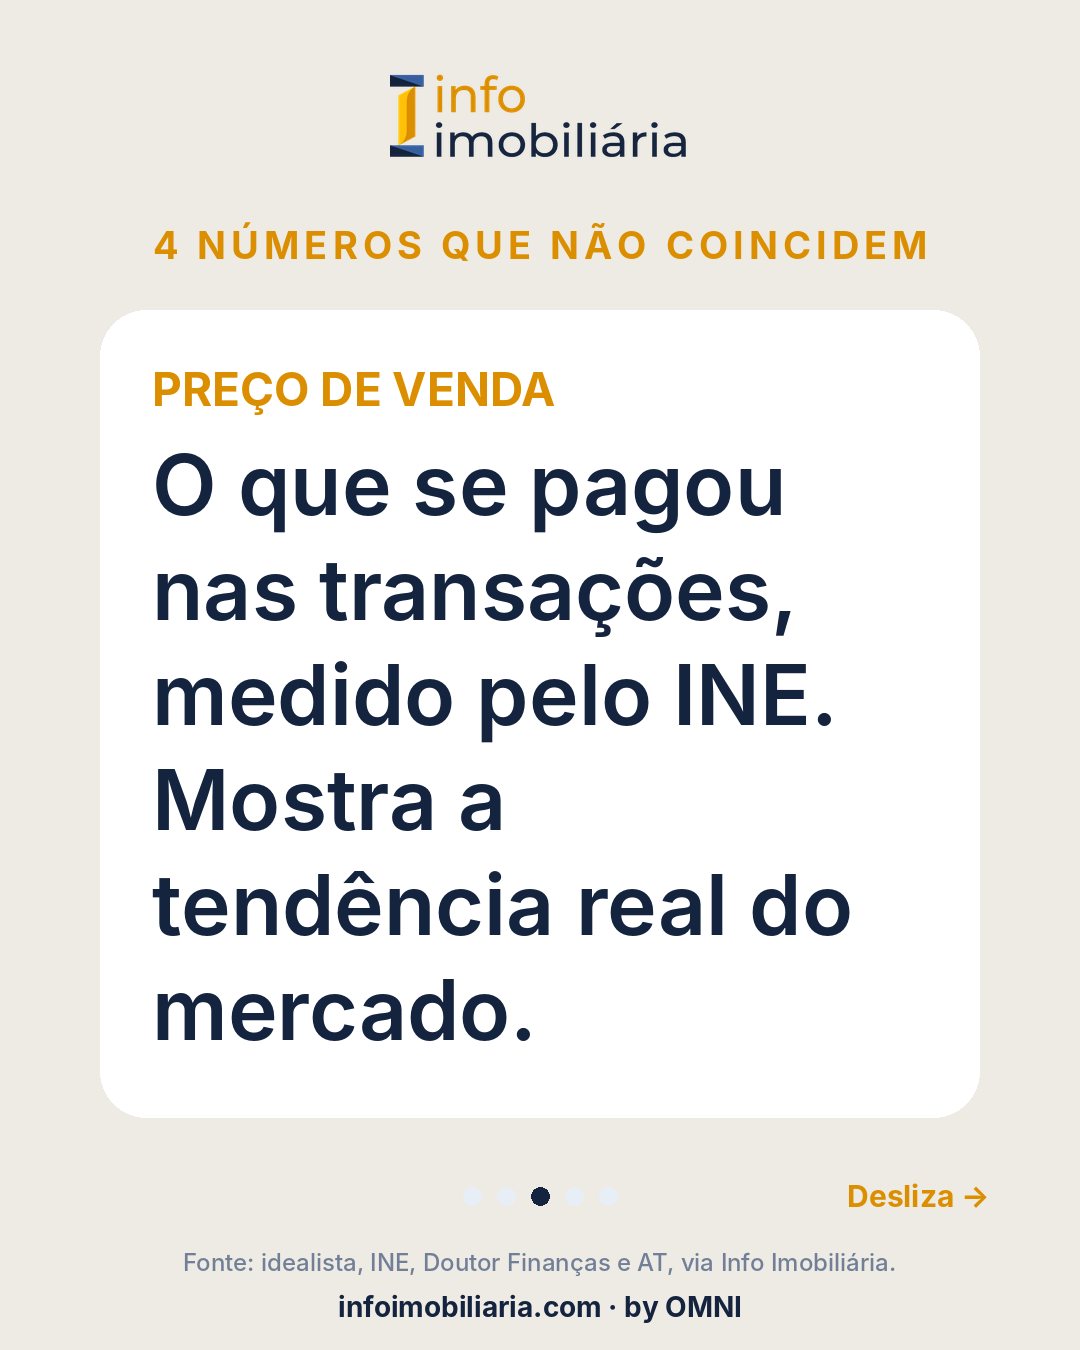 info
imobiliária
4 NÚMEROS QUE NÃO COINCIDEM
PREÇO DE VENDA
O que se pagou
nas transações,
medido pelo INE.
Mostra a
tendência real do
mercado.
Desliza →
Fonte: idealista, INE, Doutor Finanças e AT, via Info Imobiliária.
infoimobiliaria.com · by OMNI